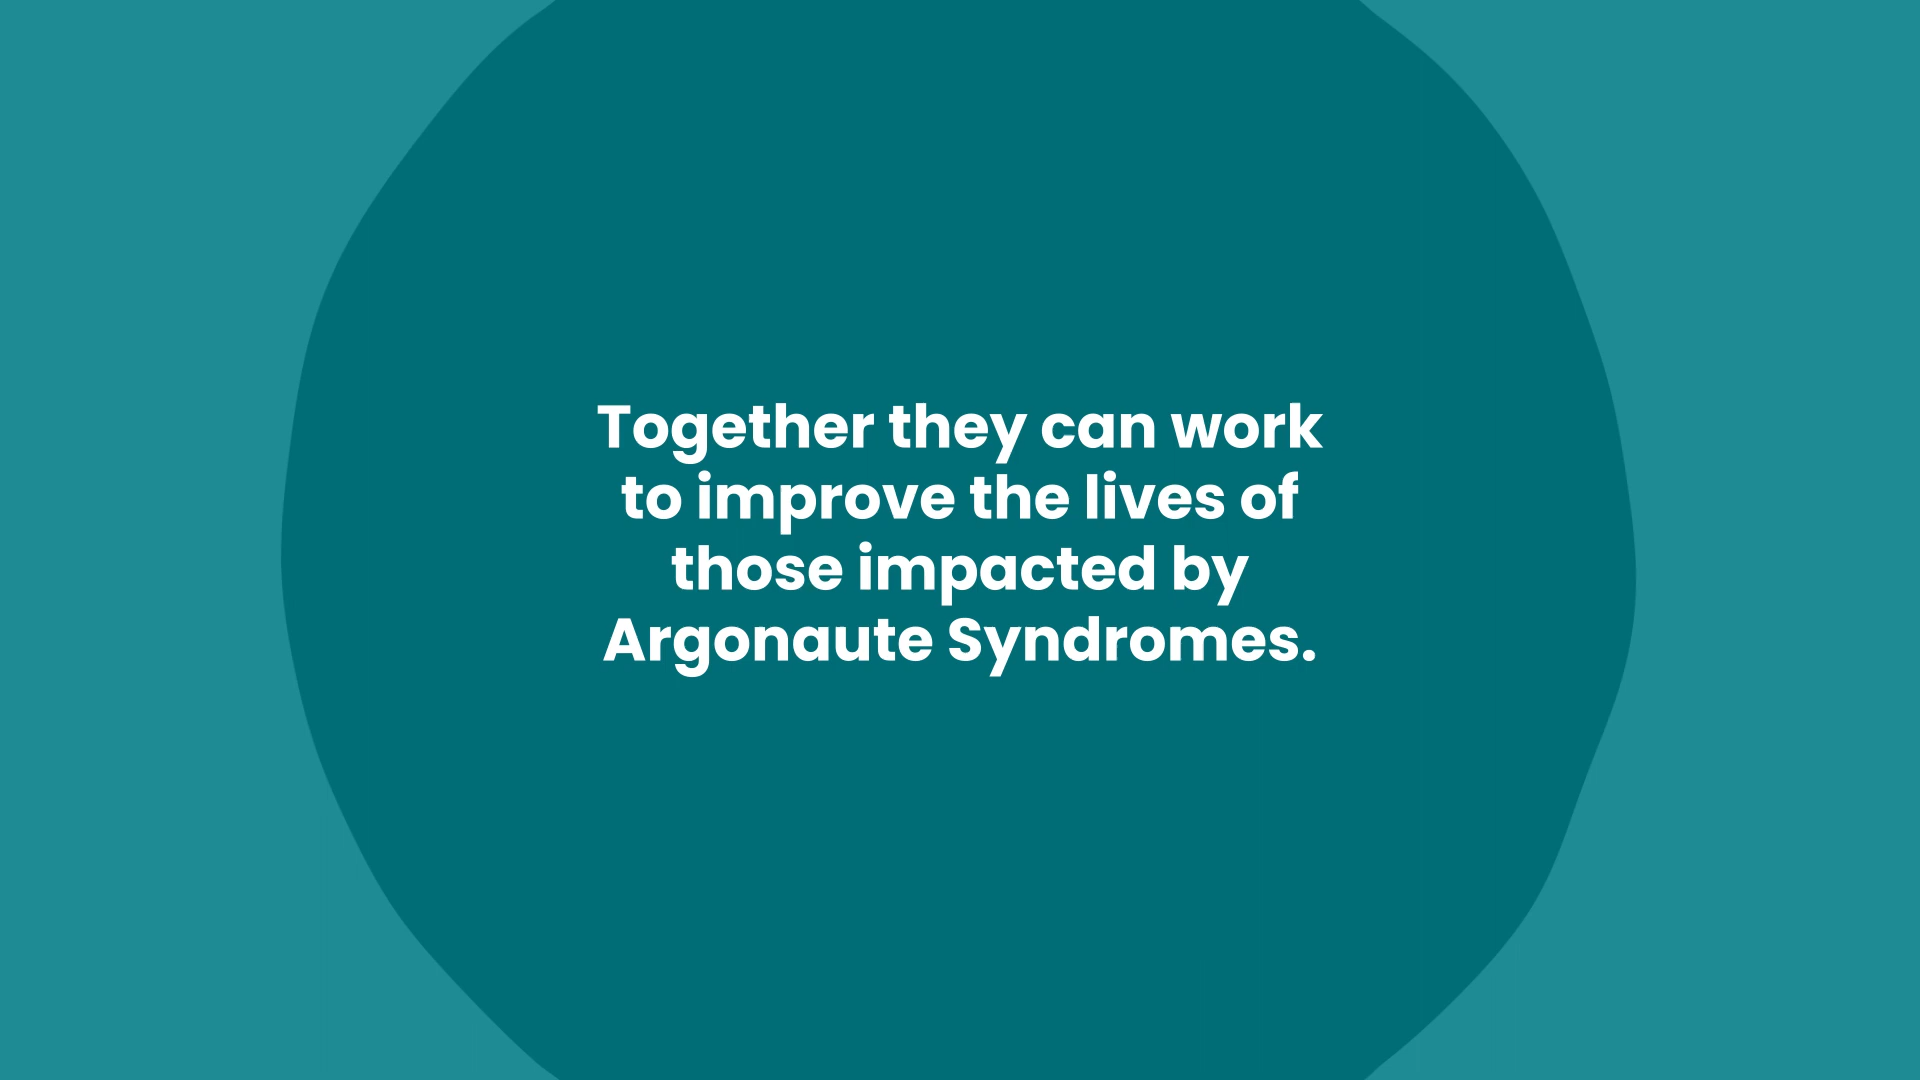 Together they can work
to improve the lives of
those impacted by
Argonaute Syndromes.